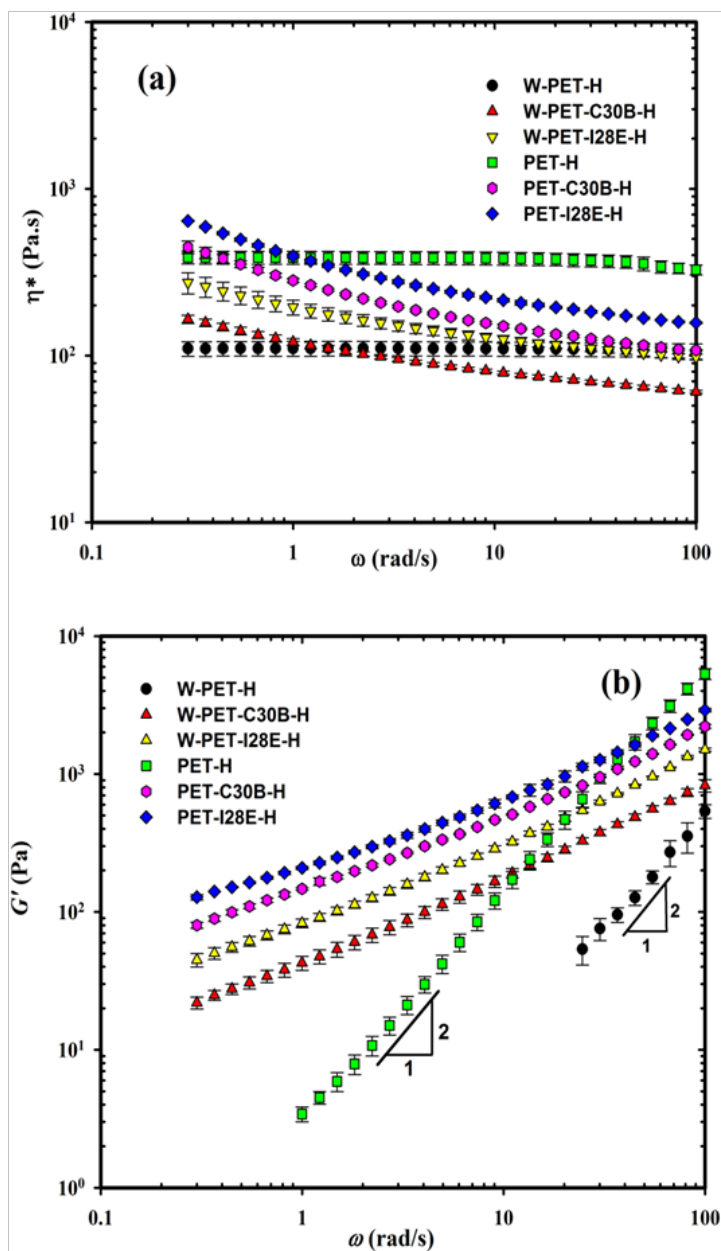 10⁴
(a)
W-PET-H
W-PET-C30B-H
W-PET-I28E-H
PET-H
PET-C30B-H
PET-I28E-H
10³
η* (Pa.s)
10²
10¹
0.1
1
10
100
ω (rad/s)
10⁴
(b)
W-PET-H
W-PET-C30B-H
W-PET-I28E-H
PET-H
PET-C30B-H
PET-I28E-H
10³
G' (Pa)
10²
2
1
10¹
2
1
10⁰
0.1
1
10
100
ω (rad/s)